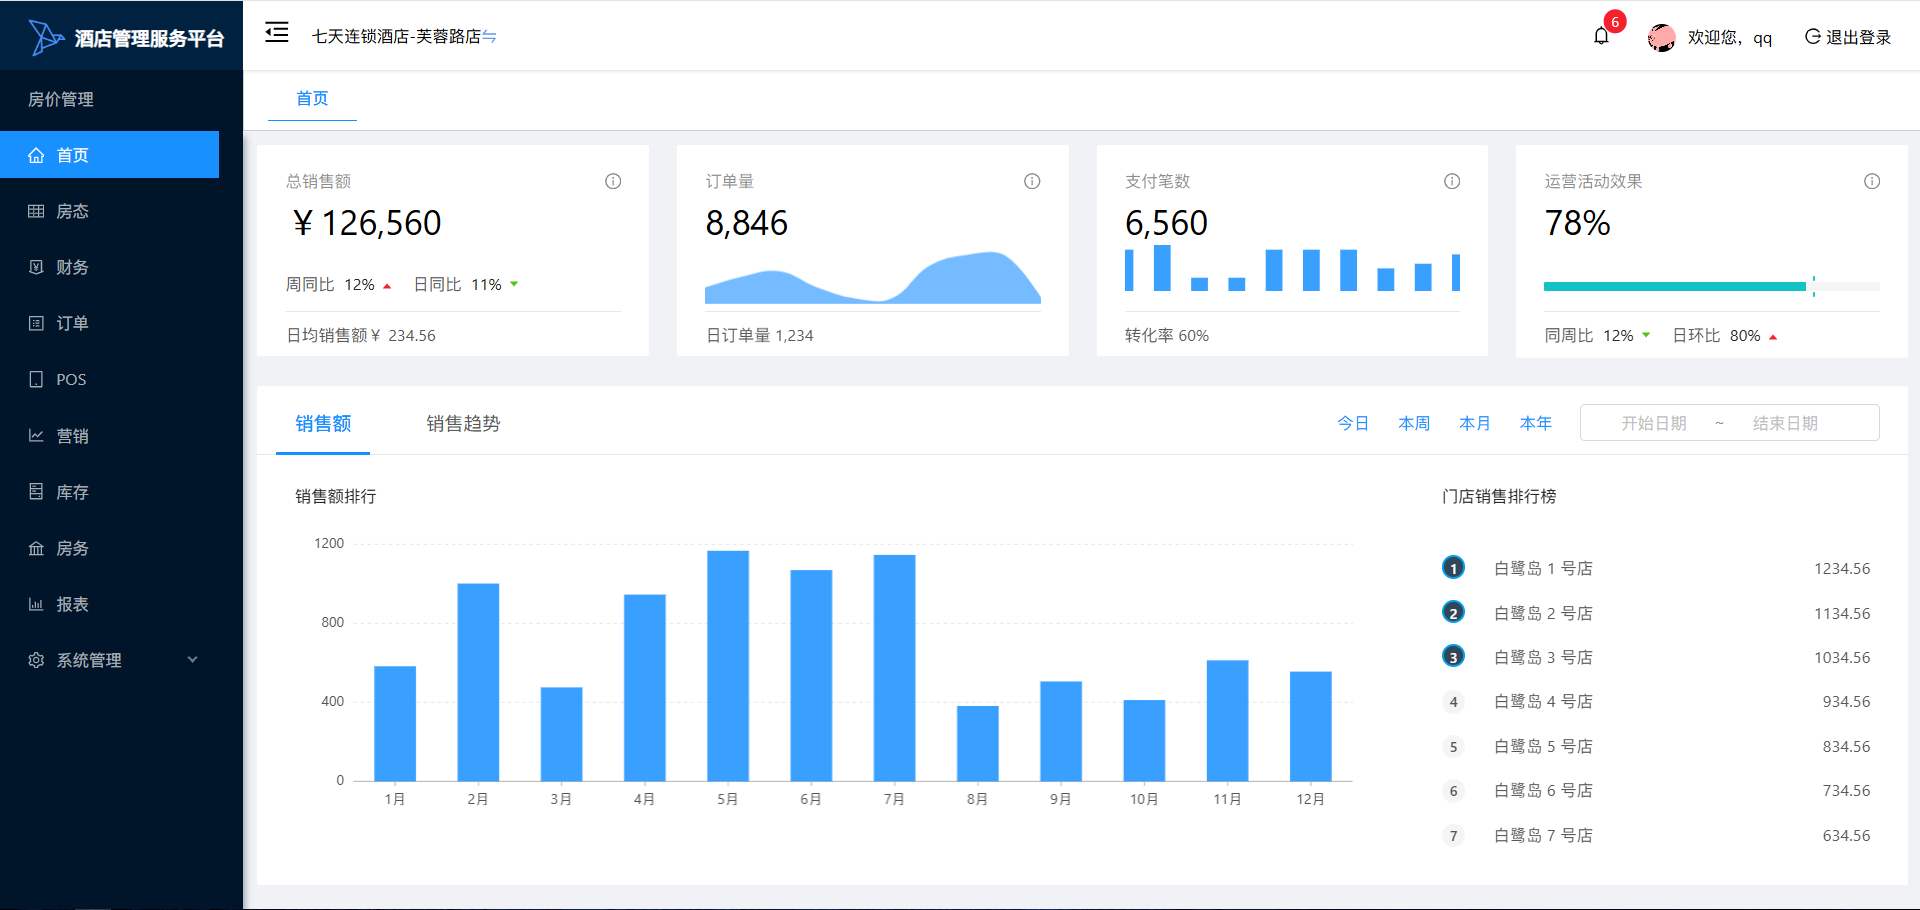 酒店管理服务平台
七天连锁酒店-芙蓉路店
6
欢迎您，qq
退出登录
房价管理
首页
房态
财务
订单
POS
营销
库存
房务
报表
系统管理
首页
总销售额
￥126,560
周同比 12% 日同比 11%
日均销售额￥ 234.56
订单量
8,846
日订单量 1,234
支付笔数
6,560
转化率 60%
运营活动效果
78%
同周比 12% 日环比 80%
销售额 销售趋势
今日 本周 本月 本年 开始日期 ~ 结束日期
销售额排行
1200
800
400
0
1月 2月 3月 4月 5月 6月 7月 8月 9月 10月 11月 12月
门店销售排行榜
1 白鹭岛 1 号店 1234.56
2 白鹭岛 2 号店 1134.56
3 白鹭岛 3 号店 1034.56
4 白鹭岛 4 号店 934.56
5 白鹭岛 5 号店 834.56
6 白鹭岛 6 号店 734.56
7 白鹭岛 7 号店 634.56